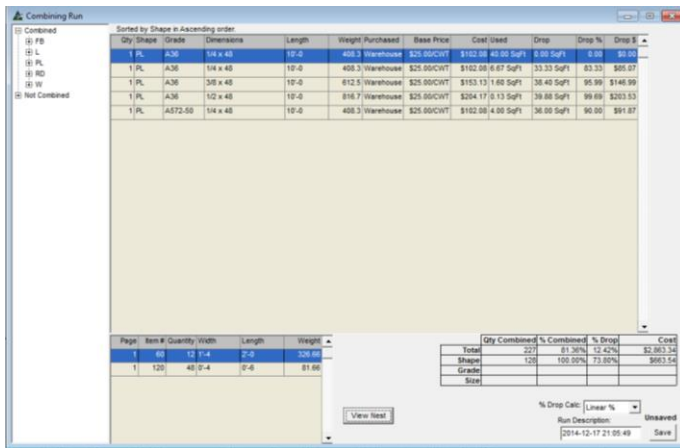 Combining Run
Combined
FB
L
PL
RD
W
Not Combined
Sorted by Shape in Ascending order.
Qty Shape Grade Dimensions Length Weight Purchased Base Price Cost Used Drop Drop % Drop $
1 PL A36 1/4 x 48 10'-0 408.3 Warehouse $25.00/CWT $102.08 40.00 SqFt 0.00 SqFt 0.00 $0.00
1 PL A36 1/4 x 48 10'-0 408.3 Warehouse $25.00/CWT $102.08 6.67 SqFt 33.33 SqFt 83.33 $85.07
1 PL A36 3/8 x 48 10'-0 612.5 Warehouse $25.00/CWT $153.13 1.60 SqFt 38.40 SqFt 95.99 $146.99
1 PL A36 1/2 x 48 10'-0 816.7 Warehouse $25.00/CWT $204.17 0.13 SqFt 39.88 SqFt 99.69 $203.53
1 PL A572-50 1/4 x 48 10'-0 408.3 Warehouse $25.00/CWT $102.08 4.00 SqFt 36.00 SqFt 90.00 $91.87
Page Item # Quantity Width Length Weight
1 60 12 1'-4 2'-0 326.66
1 120 48 0'-4 0'-6 81.66
Qty Combined % Combined % Drop Cost
Total 227 81.36% 12.42% $2,863.34
Shape 128 100.00% 73.80% $663.54
Grade
Size
View Nest
% Drop Calc: Linear %
Run Description: Unsaved
2014-12-17 21:05:49 Save